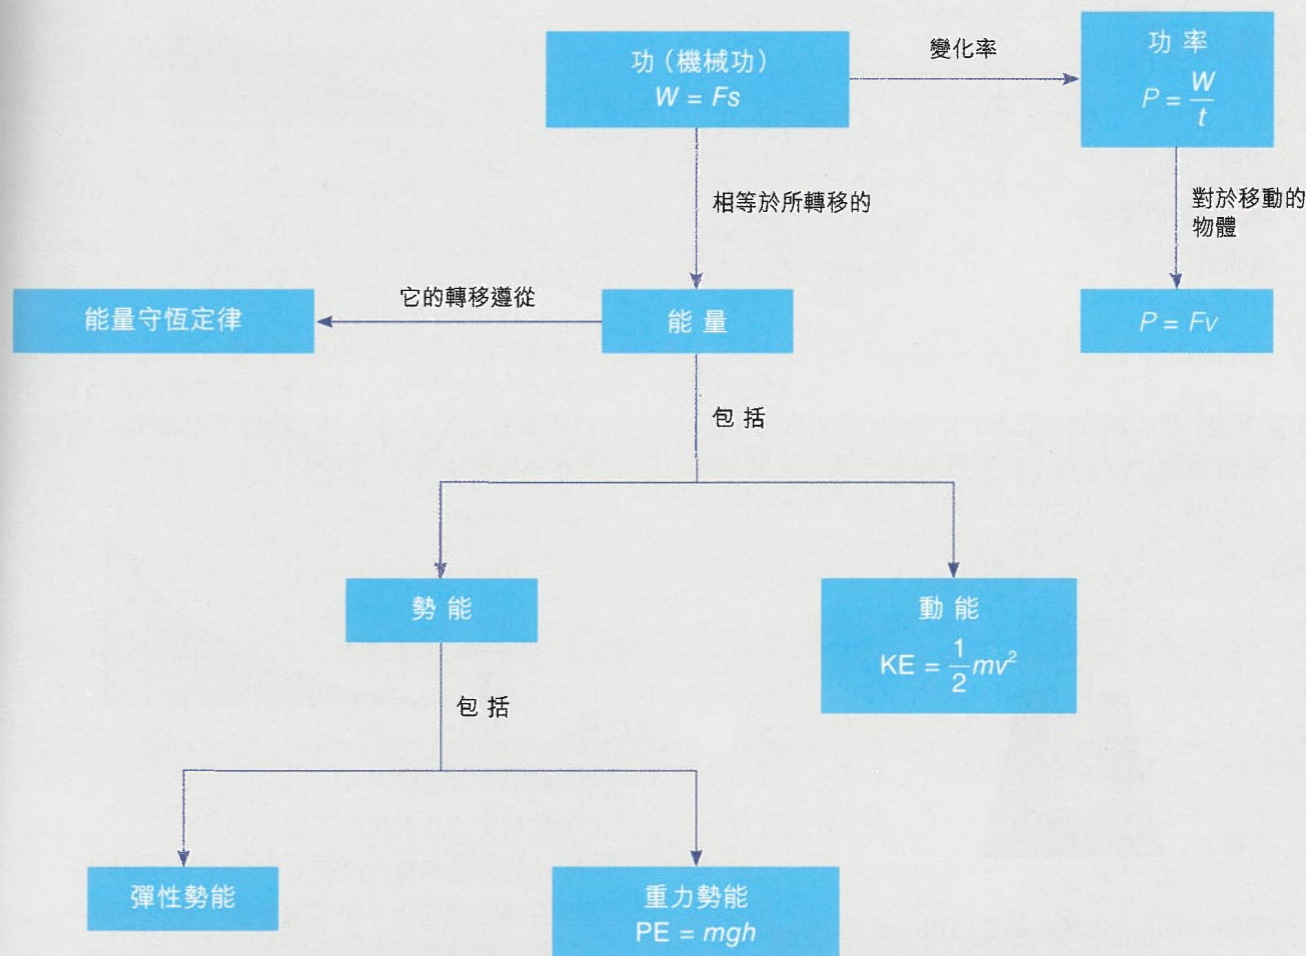 功（機械功）
W = Fs
變化率
功 率
P = W/t
相等於所轉移的
對於移動的
物體
能量守恆定律
它的轉移遵從
能 量
P = Fv
包 括
勢 能
動 能
KE = 1/2 mv²
包 括
彈性勢能
重力勢能
PE = mgh